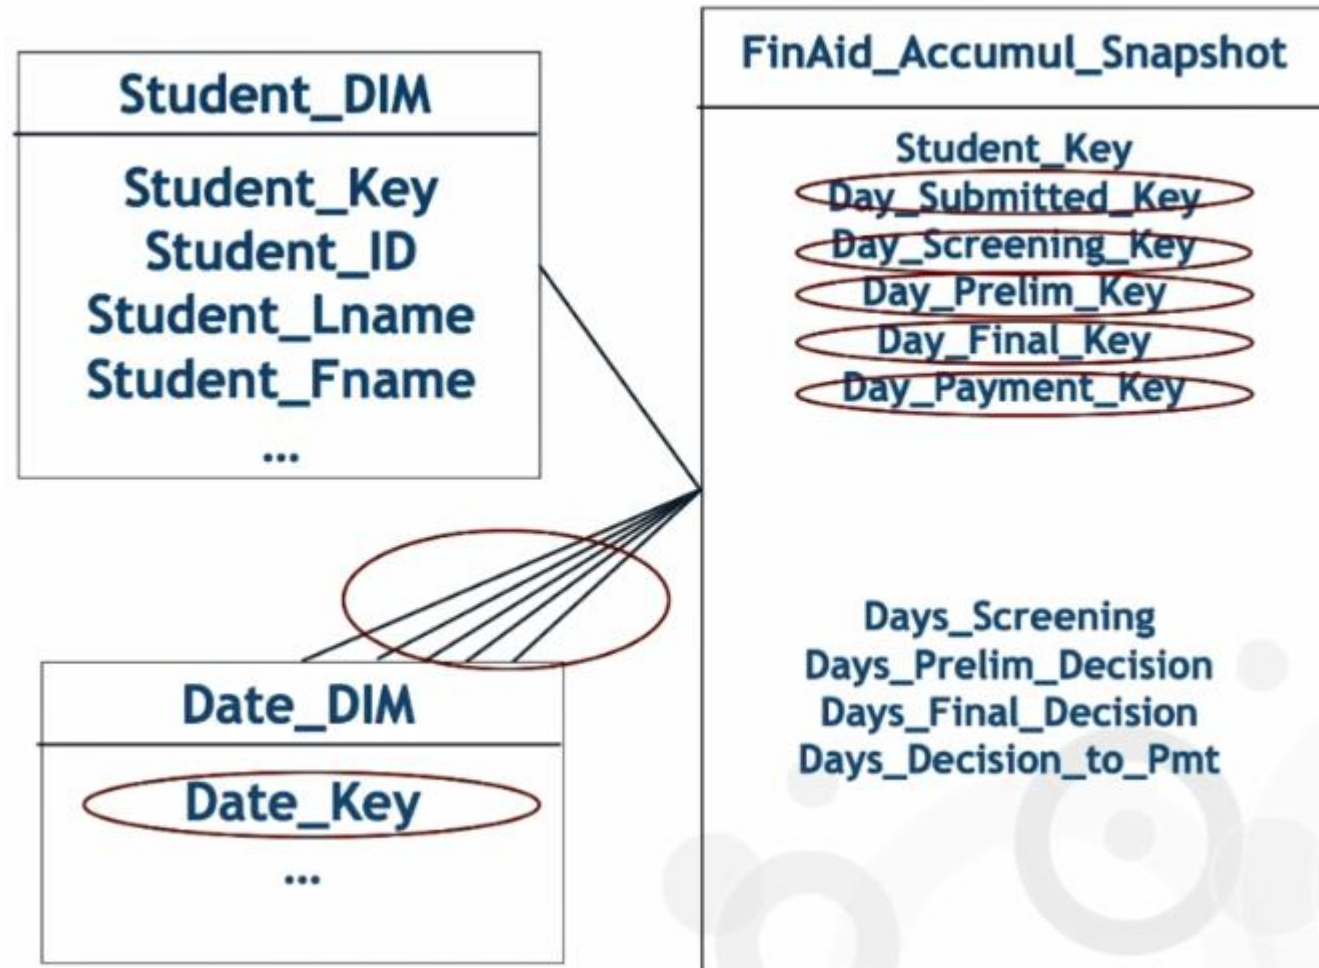 Student_DIM
Student_Key
Student_ID
Student_Lname
Student_Fname
...
Date_DIM
Date_Key
...
FinAid_Accumul_Snapshot
Student_Key
Day_Submitted_Key
Day_Screening_Key
Day_Prelim_Key
Day_Final_Key
Day_Payment_Key
Days_Screening
Days_Prelim_Decision
Days_Final_Decision
Days_Decision_to_Pmt